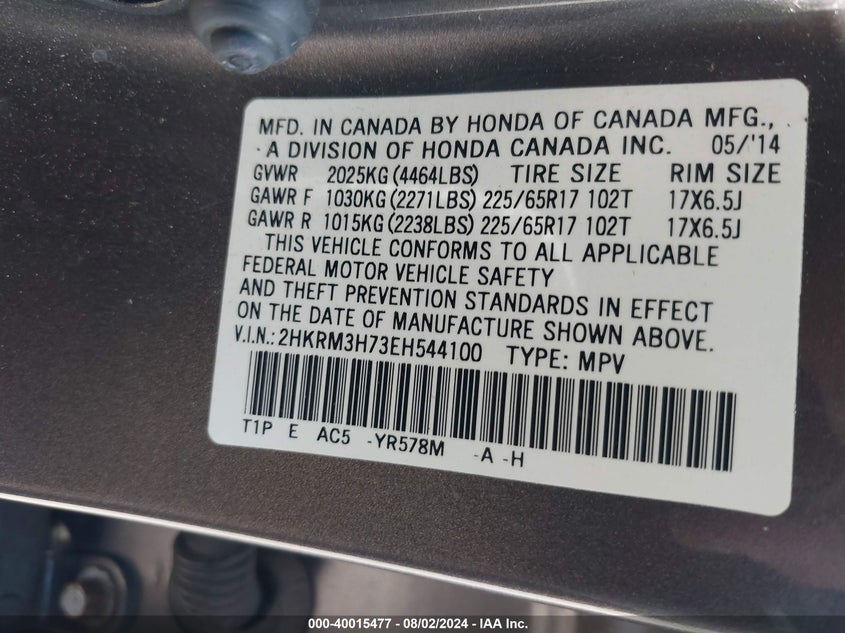 MFD. IN CANADA BY HONDA OF CANADA MFG.,
A DIVISION OF HONDA CANADA INC. 05/'14
GVWR 2025KG (4464LBS) TIRE SIZE RIM SIZE
GAWR F 1030KG (2271LBS) 225/65R17 102T 17X6.5J
GAWR R 1015KG (2238LBS) 225/65R17 102T 17X6.5J
THIS VEHICLE CONFORMS TO ALL APPLICABLE
FEDERAL MOTOR VEHICLE SAFETY
AND THEFT PREVENTION STANDARDS IN EFFECT
ON THE DATE OF MANUFACTURE SHOWN ABOVE.
V.I.N.: 2HKRM3H73EH544100 TYPE: MPV
T1P E AC5 -YR578M -A -H
000-40015477 - 08/02/2024 - IAA Inc.